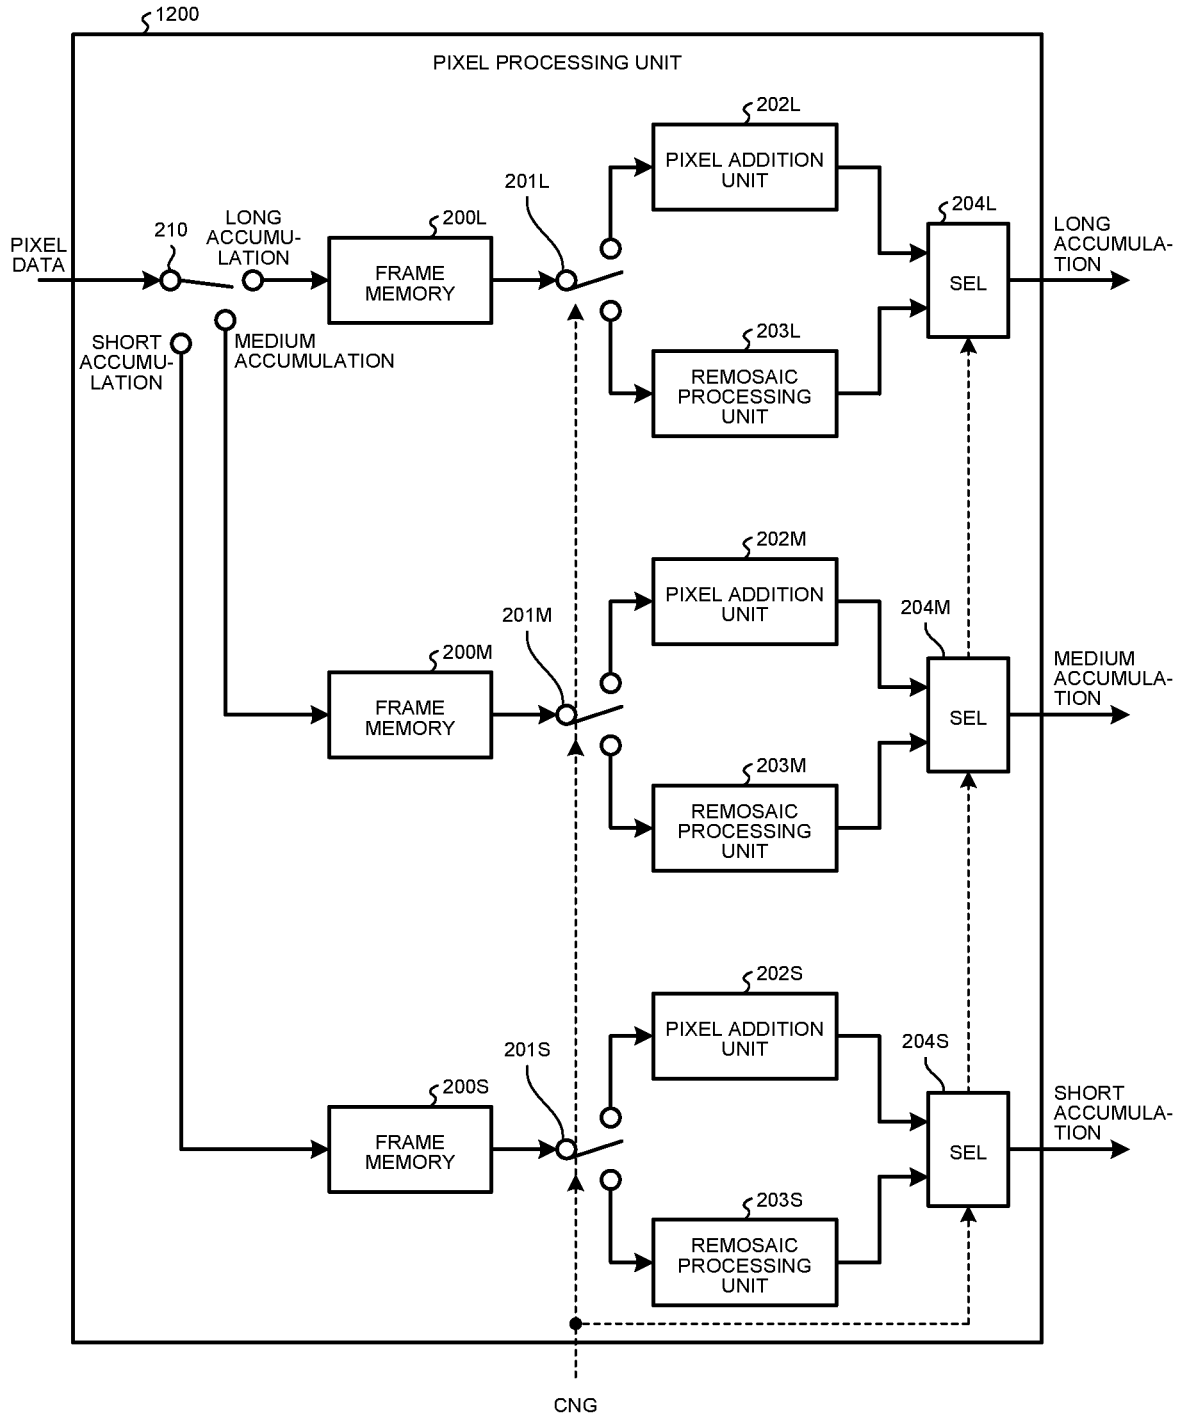 1200
PIXEL PROCESSING UNIT
202L
PIXEL ADDITION
UNIT
201L
204L
LONG
ACCUMULA-
TION
210
LONG
ACCUMU-
LATION
200L
PIXEL
DATA
FRAME
MEMORY
SEL
SHORT
ACCUMU-
LATION
MEDIUM
ACCUMULATION
203L
REMOSAIC
PROCESSING
UNIT
202M
PIXEL ADDITION
UNIT
201M
204M
200M
MEDIUM
ACCUMULA-
TION
FRAME
MEMORY
SEL
203M
REMOSAIC
PROCESSING
UNIT
202S
PIXEL ADDITION
UNIT
201S
204S
200S
SHORT
ACCUMULA-
TION
FRAME
MEMORY
SEL
203S
REMOSAIC
PROCESSING
UNIT
CNG